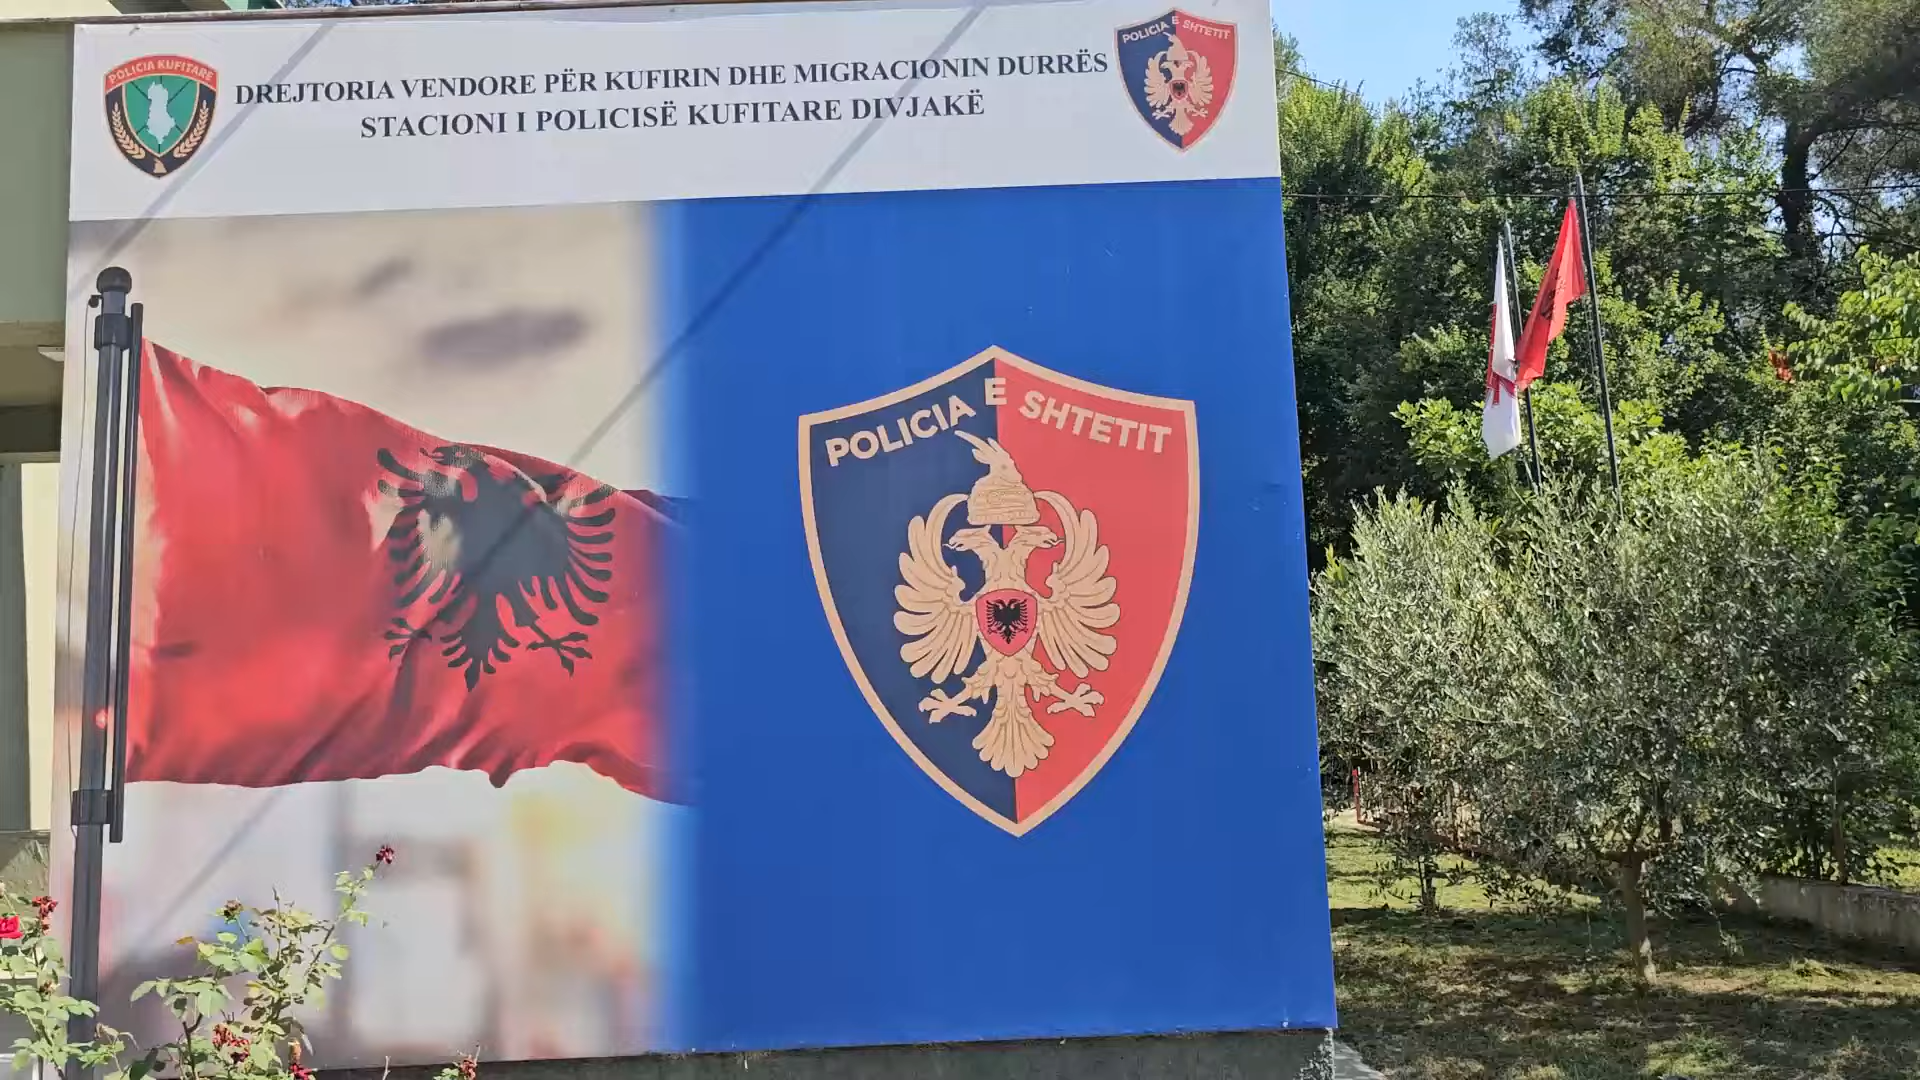 POLICIA KUFITARE
DREJTORIA VENDORE PËR KUFIRIN DHE MIGRACIONIN DURRËS
STACIONI I POLICISË KUFITARE DIVJAKË
POLICIA E SHTETIT
POLICIA E SHTETIT